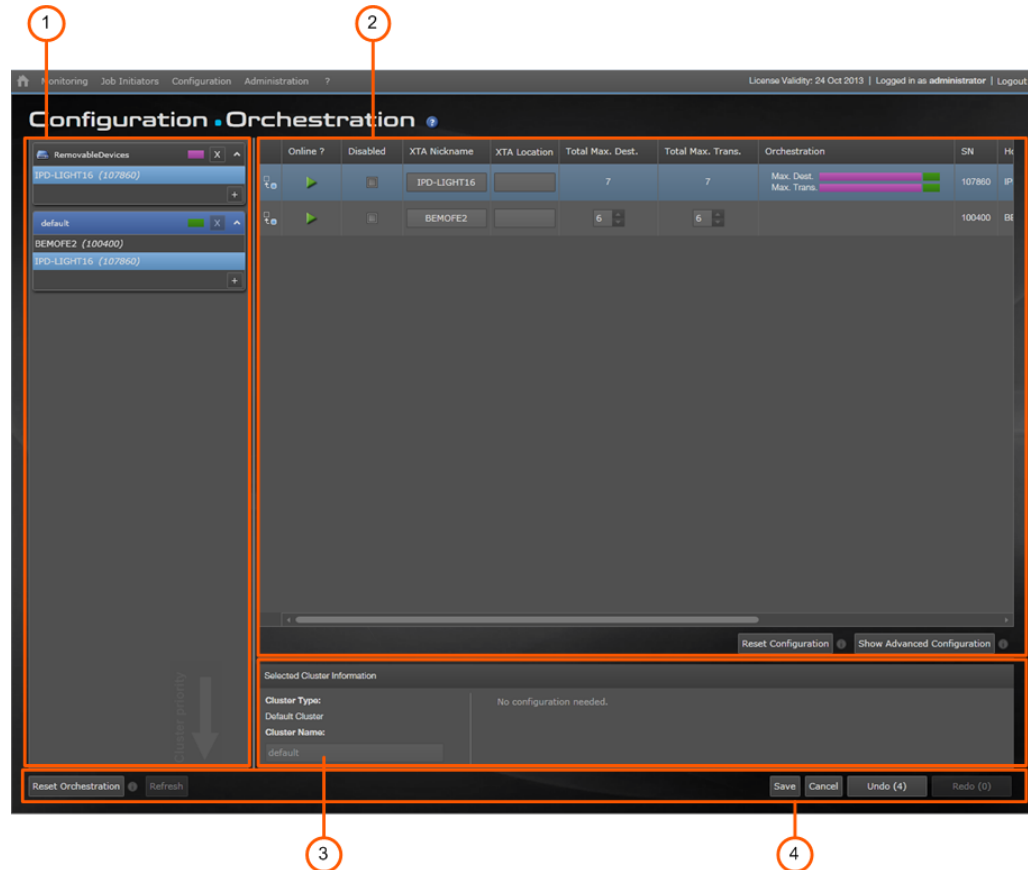 1
2
Monitoring Job Initiators Configuration Administration ?
License Validity: 24 Oct 2013 | Logged in as administrator | Logout
Configuration Orchestration ?
RemovableDevices X
IPD-LIGHT16 (107860)
+
default X
BEMOFE2 (100400)
IPD-LIGHT16 (107860)
+
Cluster priority
Online ? Disabled XTA Nickname XTA Location Total Max. Dest. Total Max. Trans. Orchestration SN Ho
IPD-LIGHT16 7 7 Max. Dest. 107860 IP
Max. Trans.
BEMOFE2 6 6 100400 BE
Reset Configuration Show Advanced Configuration
Selected Cluster Information
Cluster Type:
Default Cluster
Cluster Name:
default
No configuration needed.
Reset Orchestration Refresh Save Cancel Undo (4) Redo (0)
3
4